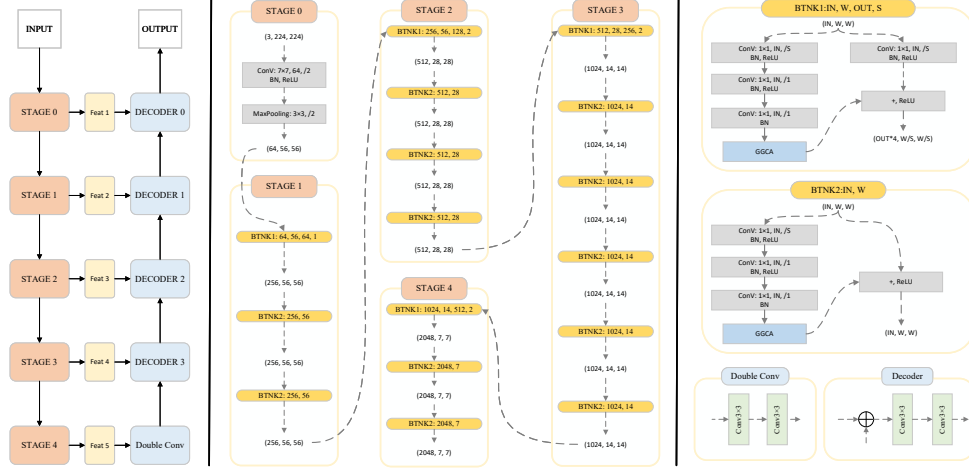 INPUT
OUTPUT
STAGE 0
Feat 1
DECODER 0
STAGE 1
Feat 2
DECODER 1
STAGE 2
Feat 3
DECODER 2
STAGE 3
Feat 4
DECODER 3
STAGE 4
Feat 5
Double Conv
STAGE 0
(3, 224, 224)
ConV: 7×7, 64, /2
BN, ReLU
MaxPooling: 3×3, /2
(64, 56, 56)
STAGE 1
BTNK1: 64, 56, 64, 1
(256, 56, 56)
BTNK2: 256, 56
(256, 56, 56)
BTNK2: 256, 56
(256, 56, 56)
STAGE 2
BTNK1: 256, 56, 128, 2
(512, 28, 28)
BTNK2: 512, 28
(512, 28, 28)
BTNK2: 512, 28
(512, 28, 28)
BTNK2: 512, 28
(512, 28, 28)
STAGE 4
BTNK1: 1024, 14, 512, 2
(2048, 7, 7)
BTNK2: 2048, 7
(2048, 7, 7)
BTNK2: 2048, 7
(2048, 7, 7)
STAGE 3
BTNK1: 512, 28, 256, 2
(1024, 14, 14)
BTNK2: 1024, 14
(1024, 14, 14)
BTNK2: 1024, 14
(1024, 14, 14)
BTNK2: 1024, 14
(1024, 14, 14)
BTNK2: 1024, 14
(1024, 14, 14)
BTNK2: 1024, 14
(1024, 14, 14)
BTNK1:IN, W, OUT, S
(IN, W, W)
ConV: 1×1, IN, /S
BN, ReLU
ConV: 1×1, IN, /1
BN, ReLU
ConV: 1×1, IN, /1
BN
GGCA
ConV: 1×1, IN, /S
BN, ReLU
+, ReLU
(OUT*4, W/S, W/S)
BTNK2:IN, W
(IN, W, W)
ConV: 1×1, IN, /S
BN, ReLU
ConV: 1×1, IN, /1
BN, ReLU
ConV: 1×1, IN, /1
BN
GGCA
+, ReLU
(IN, W, W)
Double Conv
Conv3×3
Conv3×3
Decoder
Conv3×3
Conv3×3